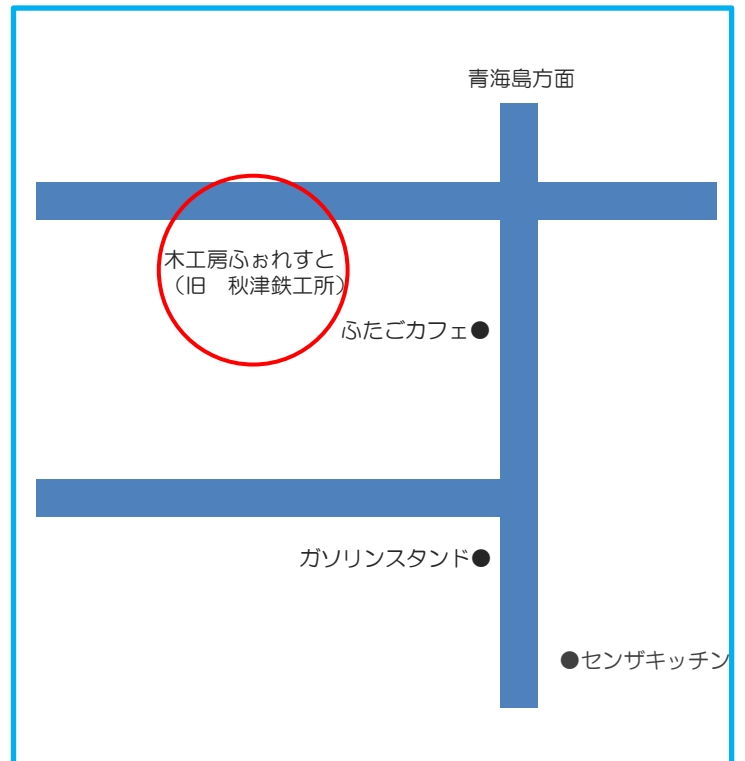 青海島方面
木工房ふぉれすと
（旧　秋津鉄工所）
ふたごカフェ●
ガソリンスタンド●
●センザキッチン